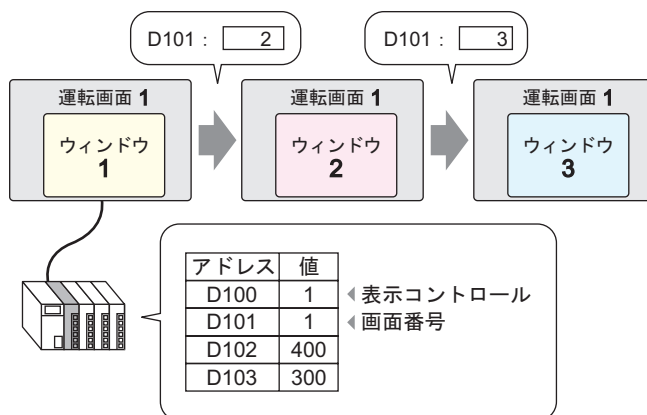 D101： 2
D101： 3
運転画面 1
ウィンドウ
1
運転画面 1
ウィンドウ
2
運転画面 1
ウィンドウ
3
アドレス 値
D100 1 表示コントロール
D101 1 画面番号
D102 400
D103 300